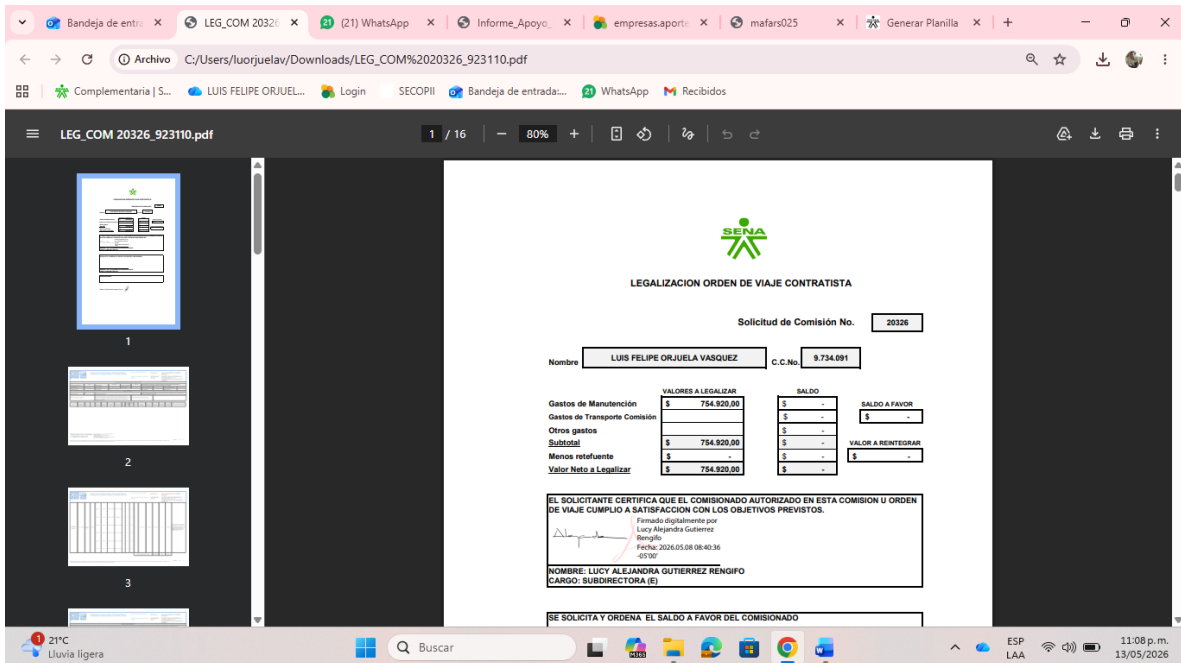 Bandeja de entra
LEG_COM 20326
(21) WhatsApp
Informe_Apoyo_
empresas.aporte
mafars025
Generar Planilla
Archivo
C:/Users/luorjuelav/Downloads/LEG_COM%2020326_923110.pdf
Complementaria | S...
LUIS FELIPE ORJUEL...
Login
SECOPII
Bandeja de entrada:...
WhatsApp
Recibidos
LEG_COM 20326_923110.pdf
1 / 16
80%
SENA
LEGALIZACION ORDEN DE VIAJE CONTRATISTA
Solicitud de Comisión No. 20326
Nombre LUIS FELIPE ORJUELA VASQUEZ C.C.No. 9.734.091
VALORES A LEGALIZAR SALDO
Gastos de Manutención $ 754.920,00 $ - SALDO A FAVOR
Gastos de Transporte Comisión $ - $ -
Otros gastos $ -
Subtotal $ 754.920,00 $ - VALOR A REINTEGRAR
Menos retefuente $ - $ - $ -
Valor Neto a Legalizar $ 754.920,00 $ -
EL SOLICITANTE CERTIFICA QUE EL COMISIONADO AUTORIZADO EN ESTA COMISION U ORDEN
DE VIAJE CUMPLIO A SATISFACCION CON LOS OBJETIVOS PREVISTOS.
Firmado digitalmente por
Lucy Alejandra Gutierrez
Rengifo
Fecha: 2026.05.08 08:40:36
-05'00'
NOMBRE: LUCY ALEJANDRA GUTIERREZ RENGIFO
CARGO: SUBDIRECTORA (E)
SE SOLICITA Y ORDENA EL SALDO A FAVOR DEL COMISIONADO
1
2
3
1
21°C
Lluvia ligera
Buscar
M365
ESP
LAA
11:08 p. m.
13/05/2026